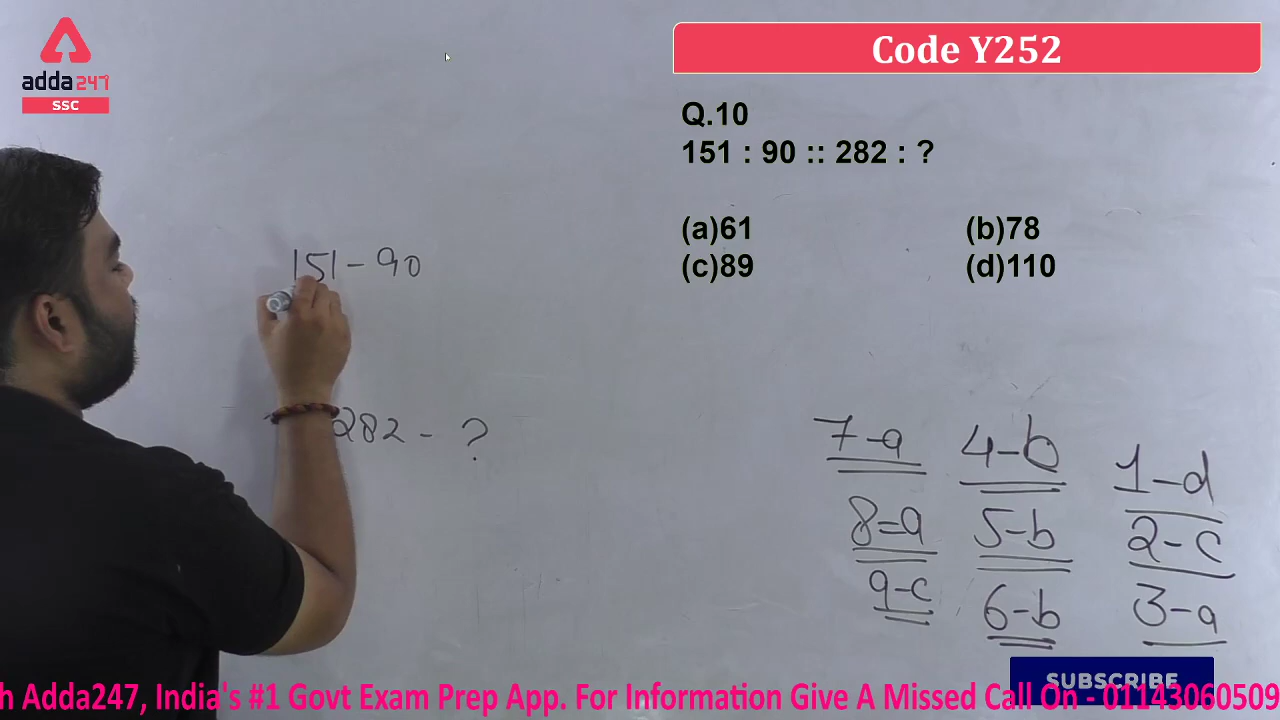 adda247
SSC
Code Y252
Q.10
151 : 90 :: 282 : ?
(a)61 (b)78
(c)89 (d)110
151 - 90
282 - ?
7-a 4-b 1-d
8=a 5-b 2-c
9-c 6-b 3-a
SUBSCRIBE
h Adda247, India's #1 Govt Exam Prep App. For Information Give A Missed Call On - 01143060509